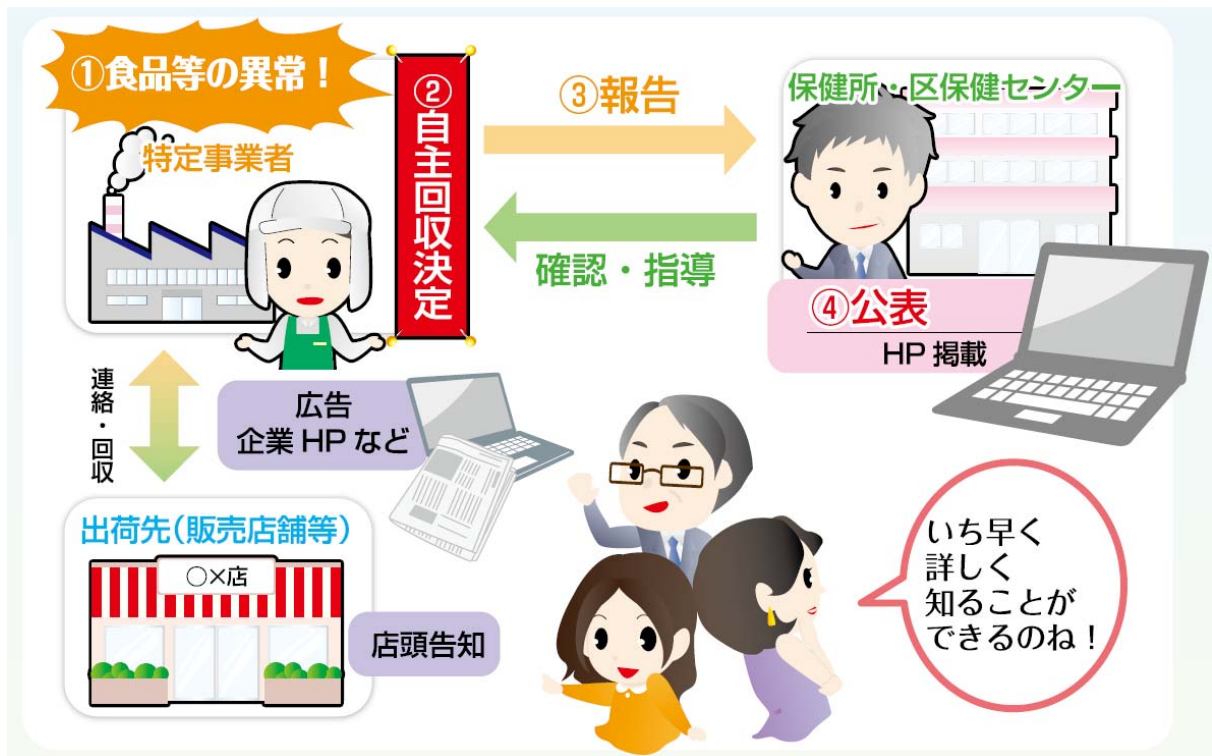 ①食品等の異常！
特定事業者
②自主回収決定
③報告
確認・指導
保健所・区保健センター
④公表
HP 掲載
連絡・回収
広告
企業 HP など
出荷先（販売店舗等）
○×店
店頭告知
いち早く
詳しく
知ることが
できるのね！